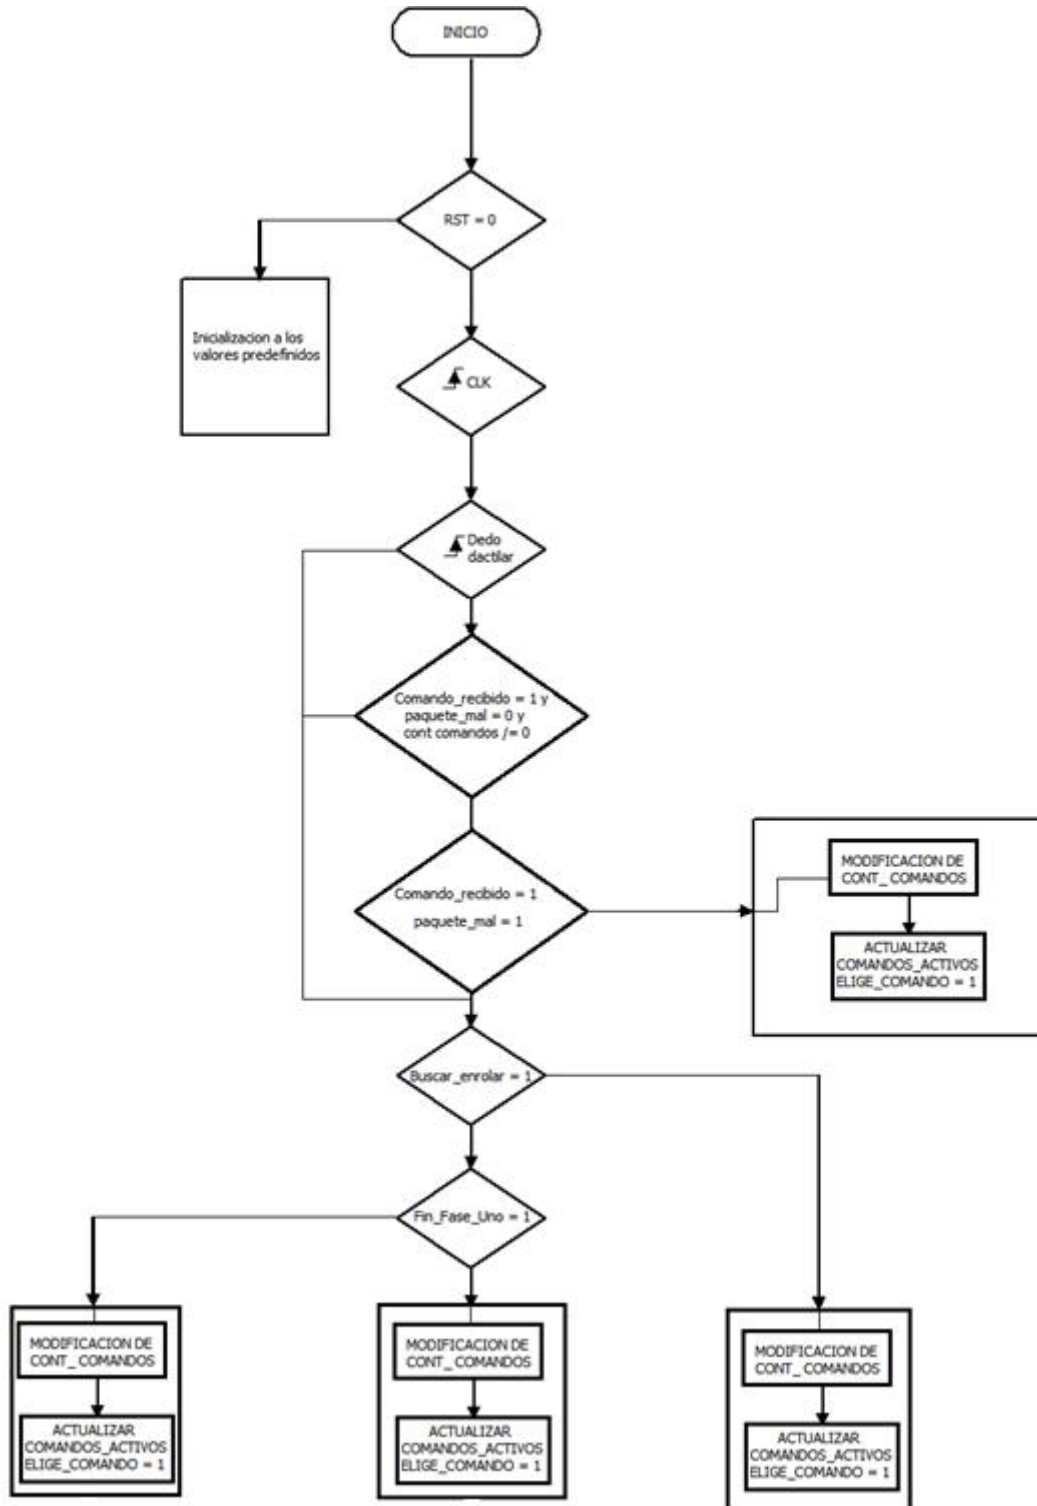 INICIO
RST = 0
Inicializacion a los
valores predefinidos
CLK
Dedo
dactilar
Comando_recibido = 1 y
paquete_mal = 0 y
cont comandos /= 0
Comando_recibido = 1
paquete_mal = 1
MODIFICACION DE
CONT_ COMANDOS
ACTUALIZAR
COMANDOS_ACTIVOS
ELIGE_COMANDO = 1
Buscar_enrolar = 1
Fin_Fase_Uno = 1
MODIFICACION DE
CONT_ COMANDOS
ACTUALIZAR
COMANDOS_ACTIVOS
ELIGE_COMANDO = 1
MODIFICACION DE
CONT_ COMANDOS
ACTUALIZAR
COMANDOS_ACTIVOS
ELIGE_COMANDO = 1
MODIFICACION DE
CONT_ COMANDOS
ACTUALIZAR
COMANDOS_ACTIVOS
ELIGE_COMANDO = 1